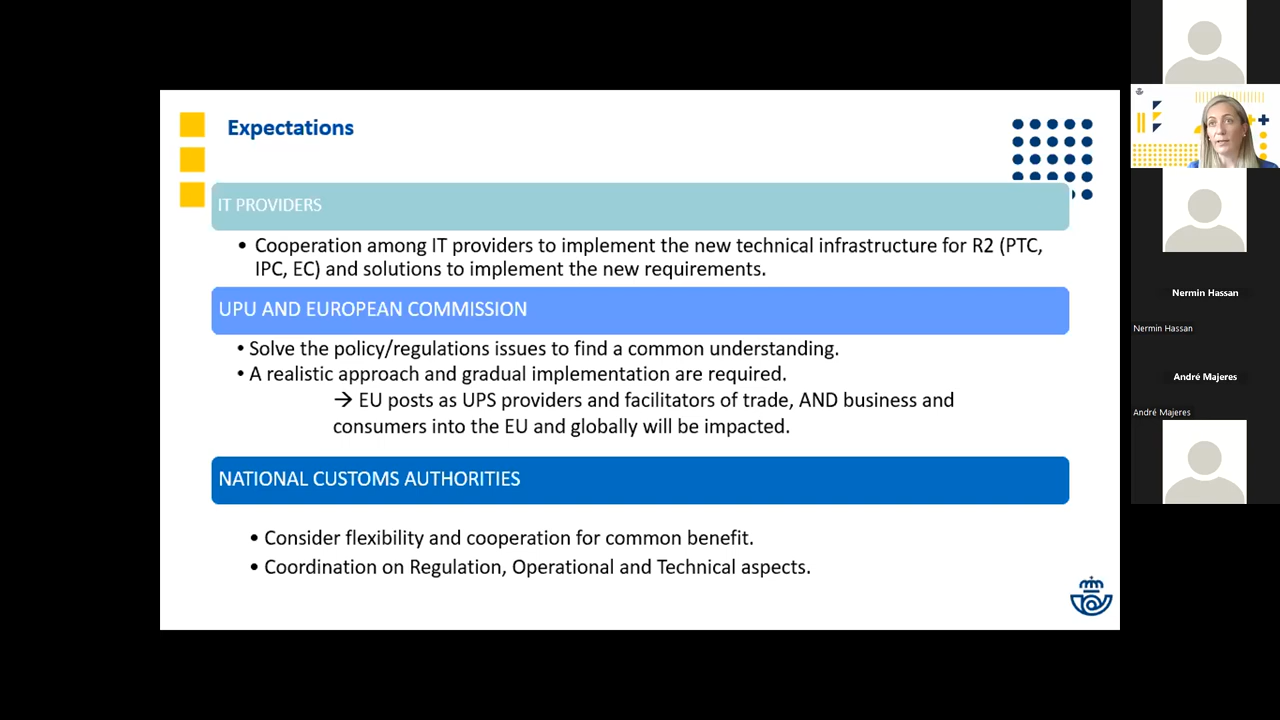 Expectations
IT PROVIDERS
• Cooperation among IT providers to implement the new technical infrastructure for R2 (PTC,
IPC, EC) and solutions to implement the new requirements.
UPU AND EUROPEAN COMMISSION
• Solve the policy/regulations issues to find a common understanding.
• A realistic approach and gradual implementation are required.
→ EU posts as UPS providers and facilitators of trade, AND business and
consumers into the EU and globally will be impacted.
NATIONAL CUSTOMS AUTHORITIES
• Consider flexibility and cooperation for common benefit.
• Coordination on Regulation, Operational and Technical aspects.
Nermin Hassan
Nermin Hassan
André Majeres
André Majeres